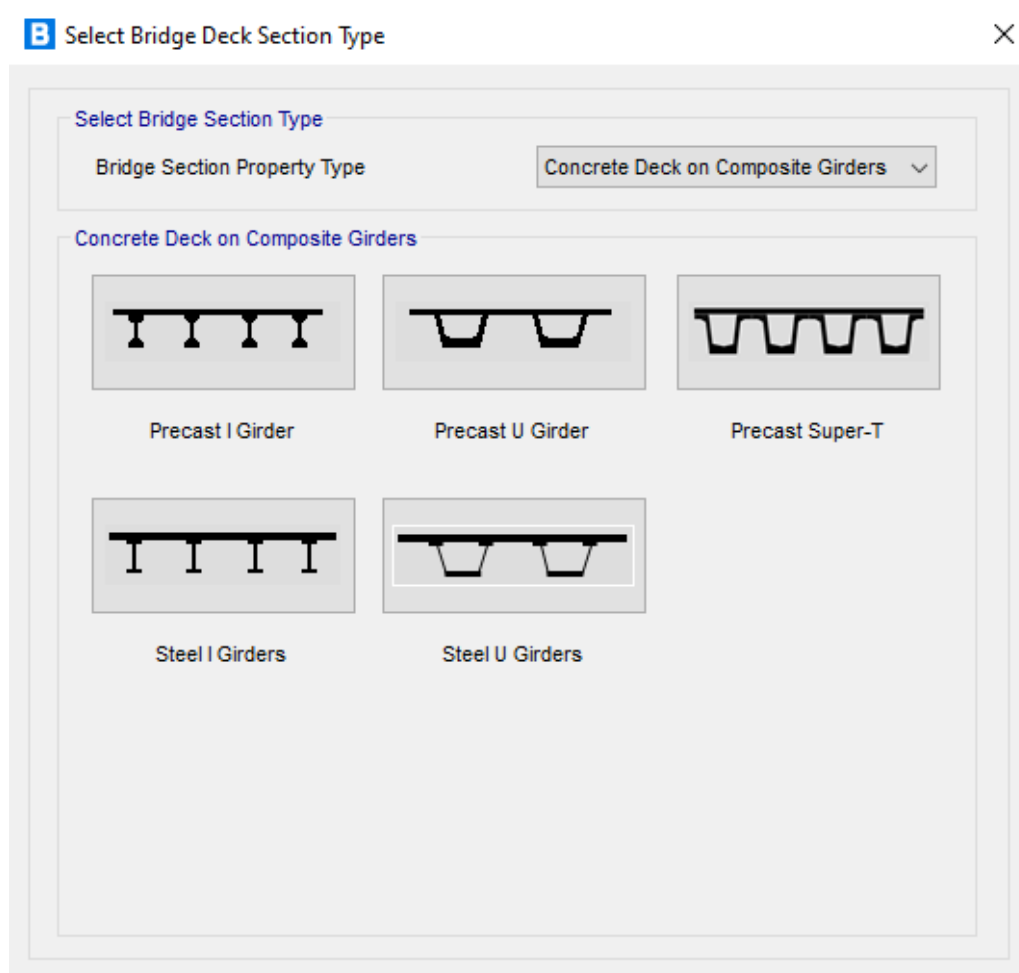 B Select Bridge Deck Section Type
Select Bridge Section Type
Bridge Section Property Type Concrete Deck on Composite Girders
Concrete Deck on Composite Girders
Precast I Girder Precast U Girder Precast Super-T
Steel I Girders Steel U Girders